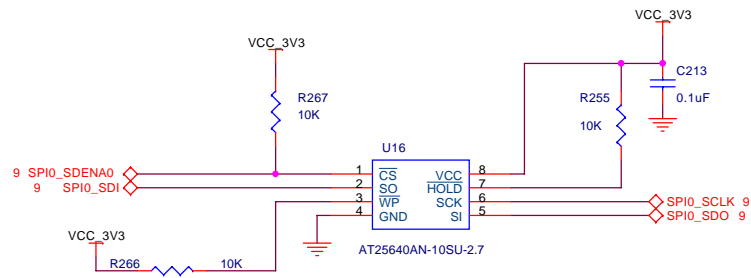 VCC_3V3
VCC_3V3
R267
10K
R255
10K
C213
0.1uF
U16
9 SPI0_SDENA0
9 SPI0_SDI
1 CS VCC 8
2 SO HOLD 7
3 WP SCK 6
4 GND SI 5
SPI0_SCLK 9
SPI0_SDO 9
VCC_3V3
R266 10K
AT25640AN-10SU-2.7